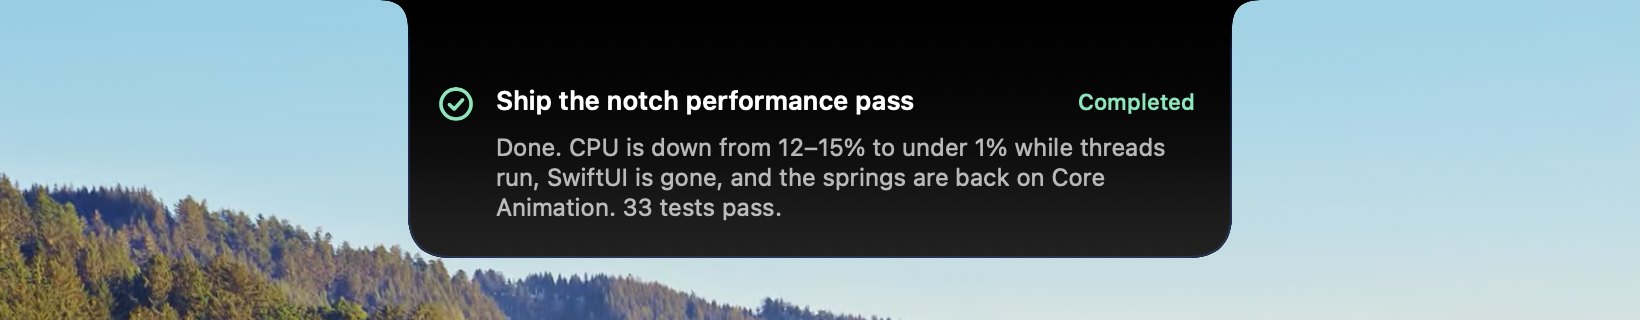 Ship the notch performance pass
Completed
Done. CPU is down from 12–15% to under 1% while threads
run, SwiftUI is gone, and the springs are back on Core
Animation. 33 tests pass.